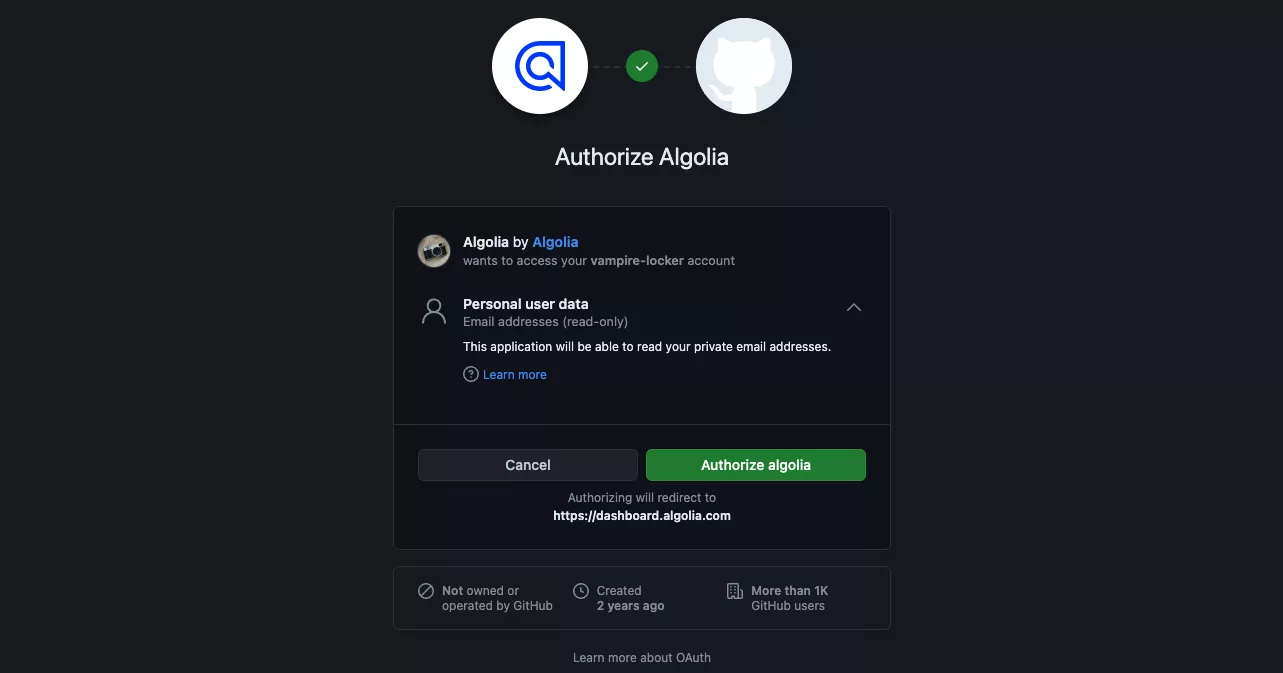 Authorize Algolia
Algolia by Algolia
wants to access your vampire-locker account
Personal user data
Email addresses (read-only)
This application will be able to read your private email addresses.
? Learn more
Cancel
Authorize algolia
Authorizing will redirect to
https://dashboard.algolia.com
Not owned or
operated by GitHub
Created
2 years ago
More than 1K
GitHub users
Learn more about OAuth